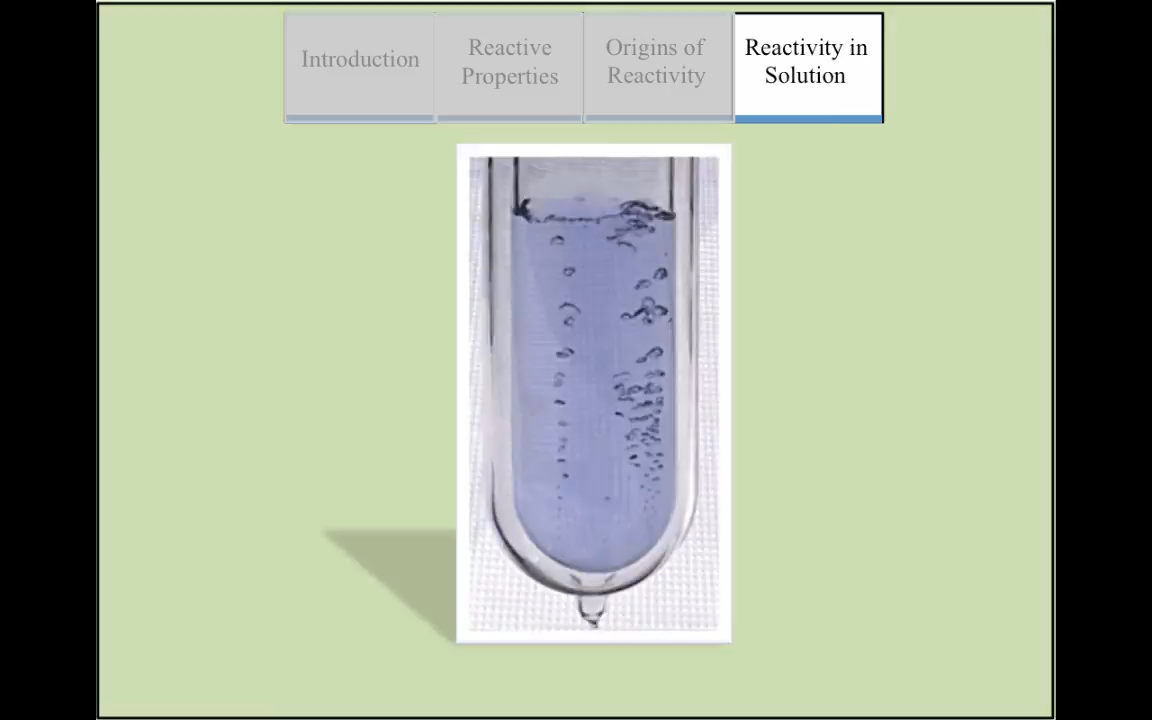 Introduction
Reactive
Properties
Origins of
Reactivity
Reactivity in
Solution